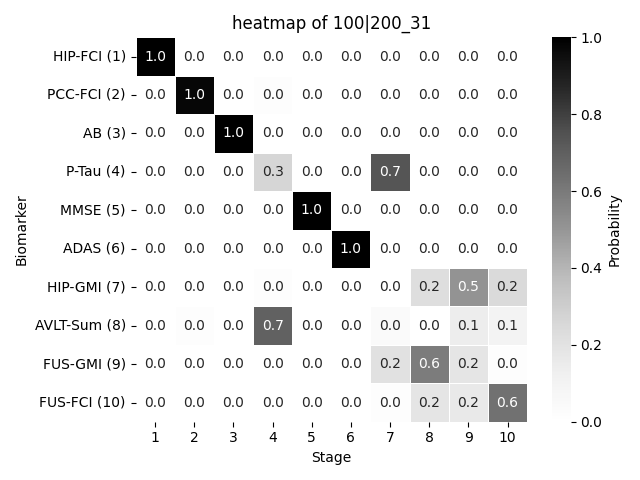 heatmap of 100|200_31
HIP-FCI (1) 1.0 0.0 0.0 0.0 0.0 0.0 0.0 0.0 0.0 0.0 1.0
PCC-FCI (2) 0.0 1.0 0.0 0.0 0.0 0.0 0.0 0.0 0.0 0.0
AB (3) 0.0 0.0 1.0 0.0 0.0 0.0 0.0 0.0 0.0 0.0 0.8
P-Tau (4) 0.0 0.0 0.0 0.3 0.0 0.0 0.7 0.0 0.0 0.0
MMSE (5) 0.0 0.0 0.0 0.0 1.0 0.0 0.0 0.0 0.0 0.0 0.6
ADAS (6) 0.0 0.0 0.0 0.0 0.0 1.0 0.0 0.0 0.0 0.0 0.4
HIP-GMI (7) 0.0 0.0 0.0 0.0 0.0 0.0 0.0 0.2 0.5 0.2
AVLT-Sum (8) 0.0 0.0 0.0 0.7 0.0 0.0 0.0 0.0 0.1 0.1 0.2
FUS-GMI (9) 0.0 0.0 0.0 0.0 0.0 0.0 0.2 0.6 0.2 0.0
FUS-FCI (10) 0.0 0.0 0.0 0.0 0.0 0.0 0.0 0.2 0.2 0.6 0.0
1 2 3 4 5 6 7 8 9 10
Stage
Biomarker
Probability